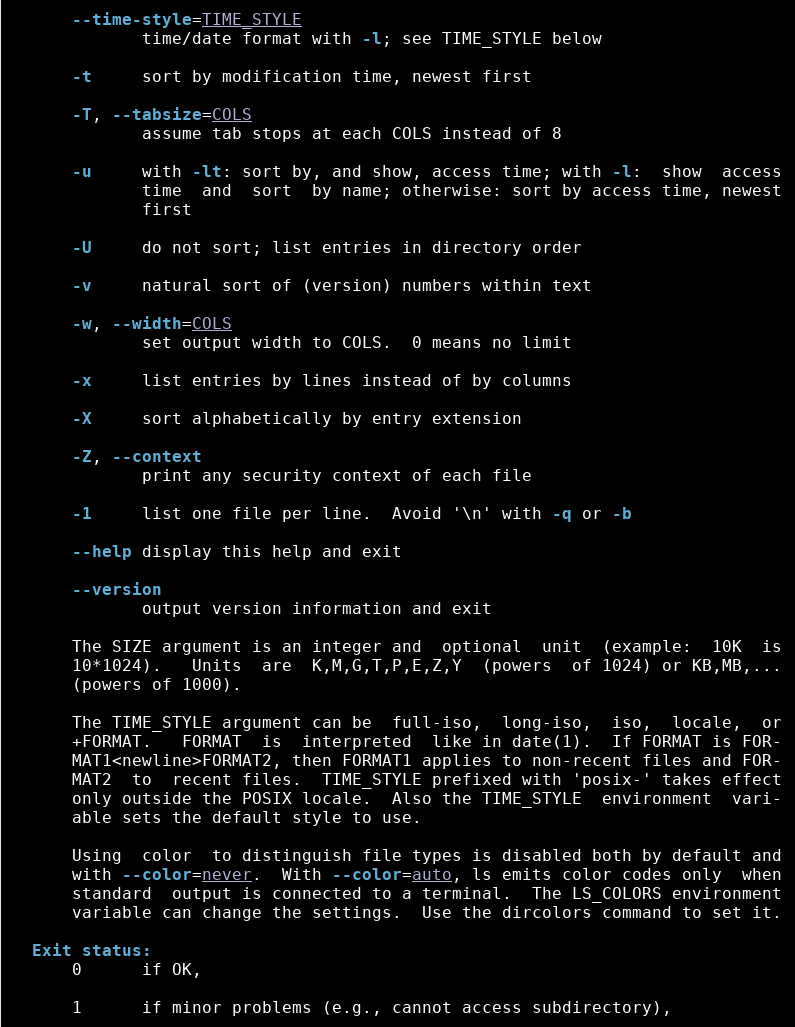 --time-style=TIME_STYLE
time/date format with -l; see TIME_STYLE below
-t     sort by modification time, newest first
-T, --tabsize=COLS
assume tab stops at each COLS instead of 8
-u     with -lt: sort by, and show, access time; with -l:  show  access
time  and  sort  by name; otherwise: sort by access time, newest
first
-U     do not sort; list entries in directory order
-v     natural sort of (version) numbers within text
-w, --width=COLS
set output width to COLS.  0 means no limit
-x     list entries by lines instead of by columns
-X     sort alphabetically by entry extension
-Z, --context
print any security context of each file
-1     list one file per line.  Avoid '\n' with -q or -b
--help display this help and exit
--version
output version information and exit
The SIZE argument is an integer and  optional  unit  (example:  10K  is
10*1024).   Units  are  K,M,G,T,P,E,Z,Y  (powers  of 1024) or KB,MB,...
(powers of 1000).
The TIME_STYLE argument can be  full-iso,  long-iso,  iso,  locale,  or
+FORMAT.   FORMAT  is  interpreted  like in date(1).  If FORMAT is FOR-
MAT1<newline>FORMAT2, then FORMAT1 applies to non-recent files and FOR-
MAT2  to  recent files.  TIME_STYLE prefixed with 'posix-' takes effect
only outside the POSIX locale.  Also the TIME_STYLE  environment  vari-
able sets the default style to use.
Using  color  to distinguish file types is disabled both by default and
with --color=never.  With --color=auto, ls emits color codes only  when
standard  output is connected to a terminal.  The LS_COLORS environment
variable can change the settings.  Use the dircolors command to set it.
Exit status:
0      if OK,
1      if minor problems (e.g., cannot access subdirectory),